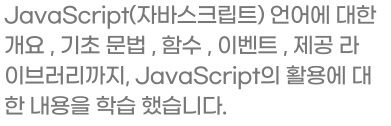 JavaScript(자바스크립트) 언어에 대한
개요 , 기초 문법 , 함수 , 이벤트 , 제공 라
이브러리까지, JavaScript의 활용에 대
한 내용을 학습 했습니다.